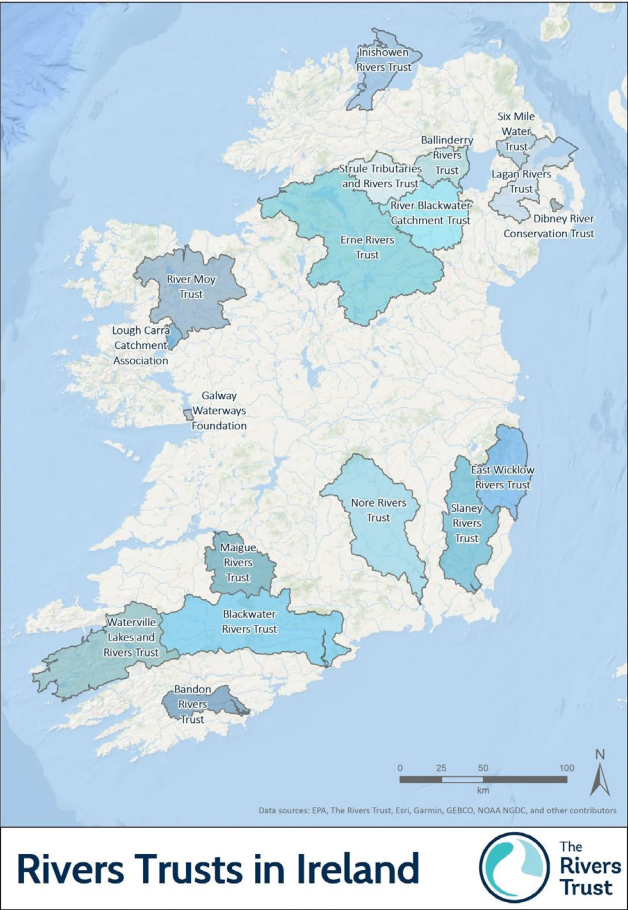 Inishowen
Rivers Trust
Six Mile
Water
Trust
Ballinderry
Rivers
Trust
Strule Tributaries
and Rivers Trust
Lagan Rivers
Trust
River Blackwater
Catchment Trust
Dibney River
Conservation Trust
Erne Rivers
Trust
River Moy
Trust
Lough Carra
Catchment
Association
Galway
Waterways
Foundation
East Wicklow
Rivers Trust
Nore Rivers
Trust
Slaney
Rivers
Trust
Maigue
Rivers
Trust
Blackwater
Rivers Trust
Waterville
Lakes and
Rivers Trust
Bandon
Rivers
Trust
N
0 25 50 100
km
Data sources: EPA, The Rivers Trust, Esri, Garmin, GEBCO, NOAA NGDC, and other contributors
Rivers Trusts in Ireland
The
Rivers
Trust